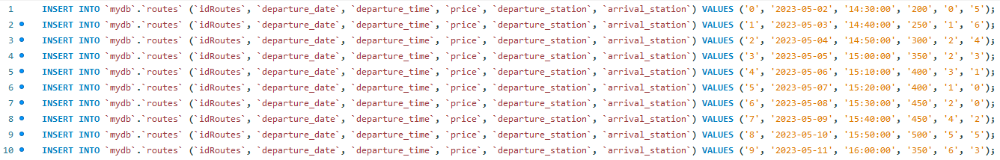 1 INSERT INTO `mydb`.`routes` (`idRoutes`, `departure_date`, `departure_time`, `price`, `departure_station`, `arrival_station`) VALUES ('0', '2023-05-02', '14:30:00', '200', '0', '5');
2 INSERT INTO `mydb`.`routes` (`idRoutes`, `departure_date`, `departure_time`, `price`, `departure_station`, `arrival_station`) VALUES ('1', '2023-05-03', '14:40:00', '250', '1', '6');
3 INSERT INTO `mydb`.`routes` (`idRoutes`, `departure_date`, `departure_time`, `price`, `departure_station`, `arrival_station`) VALUES ('2', '2023-05-04', '14:50:00', '300', '2', '4');
4 INSERT INTO `mydb`.`routes` (`idRoutes`, `departure_date`, `departure_time`, `price`, `departure_station`, `arrival_station`) VALUES ('3', '2023-05-05', '15:00:00', '350', '2', '3');
5 INSERT INTO `mydb`.`routes` (`idRoutes`, `departure_date`, `departure_time`, `price`, `departure_station`, `arrival_station`) VALUES ('4', '2023-05-06', '15:10:00', '400', '3', '1');
6 INSERT INTO `mydb`.`routes` (`idRoutes`, `departure_date`, `departure_time`, `price`, `departure_station`, `arrival_station`) VALUES ('5', '2023-05-07', '15:20:00', '400', '1', '0');
7 INSERT INTO `mydb`.`routes` (`idRoutes`, `departure_date`, `departure_time`, `price`, `departure_station`, `arrival_station`) VALUES ('6', '2023-05-08', '15:30:00', '450', '2', '0');
8 INSERT INTO `mydb`.`routes` (`idRoutes`, `departure_date`, `departure_time`, `price`, `departure_station`, `arrival_station`) VALUES ('7', '2023-05-09', '15:40:00', '450', '4', '2');
9 INSERT INTO `mydb`.`routes` (`idRoutes`, `departure_date`, `departure_time`, `price`, `departure_station`, `arrival_station`) VALUES ('8', '2023-05-10', '15:50:00', '500', '5', '5');
10 INSERT INTO `mydb`.`routes` (`idRoutes`, `departure_date`, `departure_time`, `price`, `departure_station`, `arrival_station`) VALUES ('9', '2023-05-11', '16:00:00', '350', '6', '3');